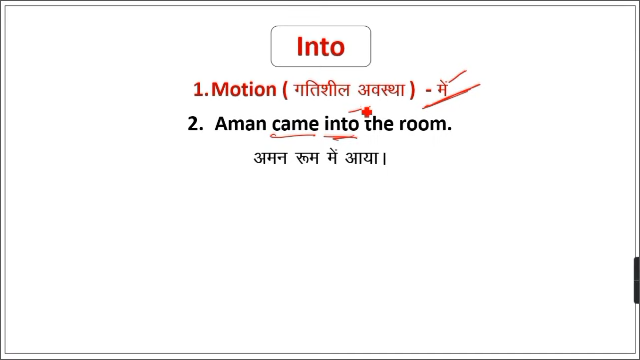 Into
1. Motion ( गतिशील अवस्था ) - में
2. Aman came into the room.
अमन रूम में आया।